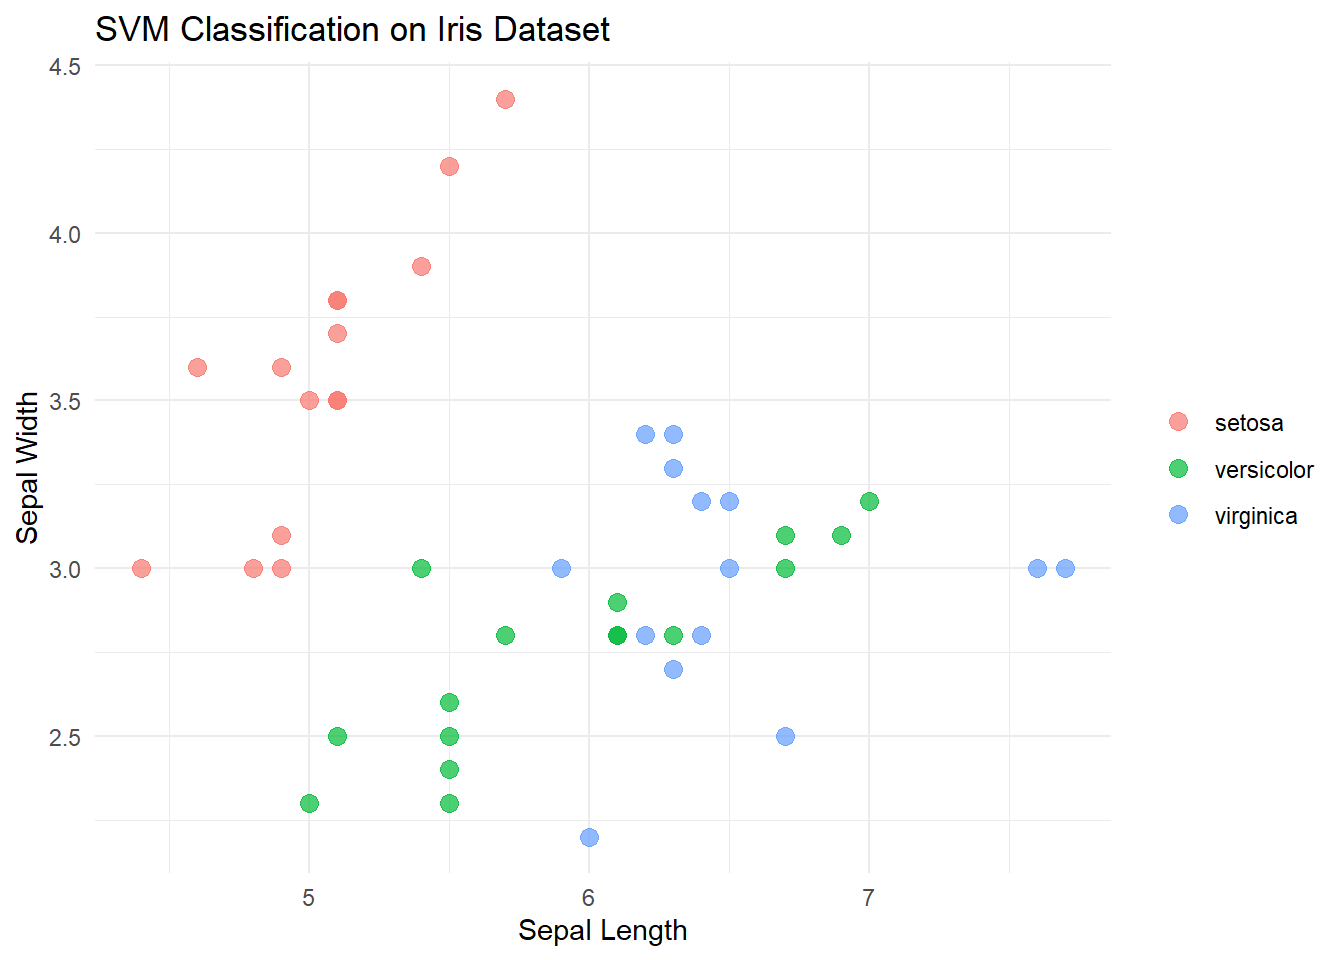 SVM Classification on Iris Dataset
4.5
4.0
3.5
3.0
2.5
Sepal Width
5
6
7
Sepal Length
setosa
versicolor
virginica